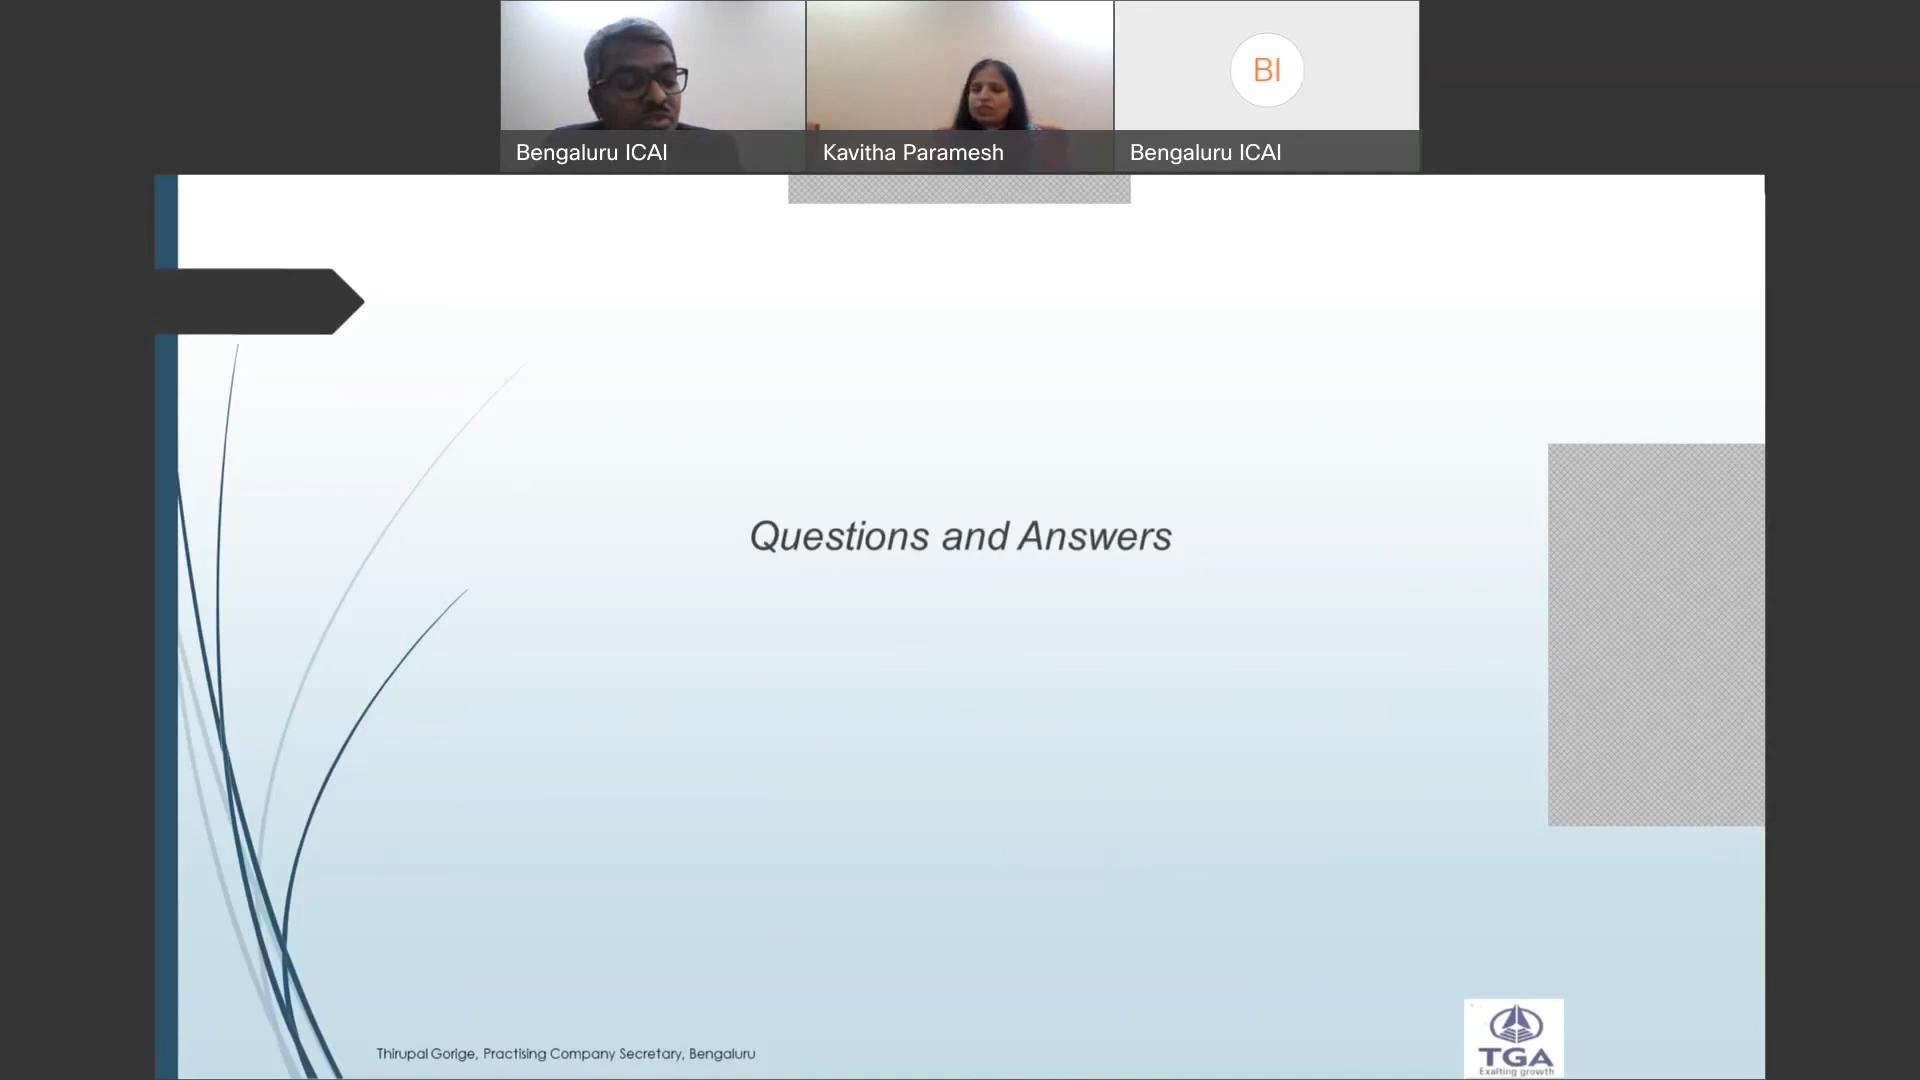 Bengaluru ICAI
Kavitha Paramesh
BI
Bengaluru ICAI
Questions and Answers
Thirupal Gorige, Practising Company Secretary, Bengaluru
TGA
Exalting growth